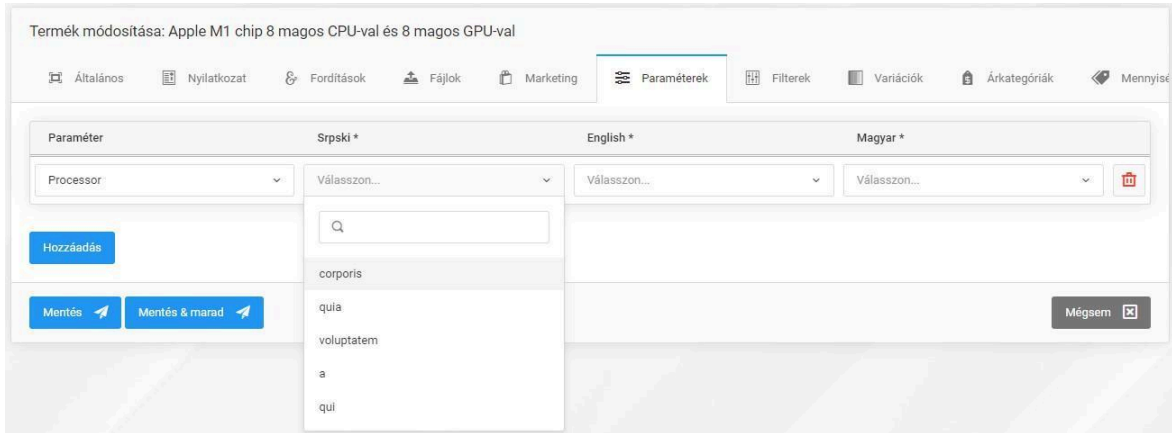 Termék módosítása: Apple M1 chip 8 magos CPU-val és 8 magos GPU-val
Általános Nyilatkozat Fordítások Fájlok Marketing Paraméterek Filterek Variációk Árkategóriák Mennyisé
Paraméter Srpski * English * Magyar *
Processor Válasszon... Válasszon... Válasszon...
Hozzáadás
corporis
quia
voluptatem
a
qui
Mentés Mentés & marad Mégsem